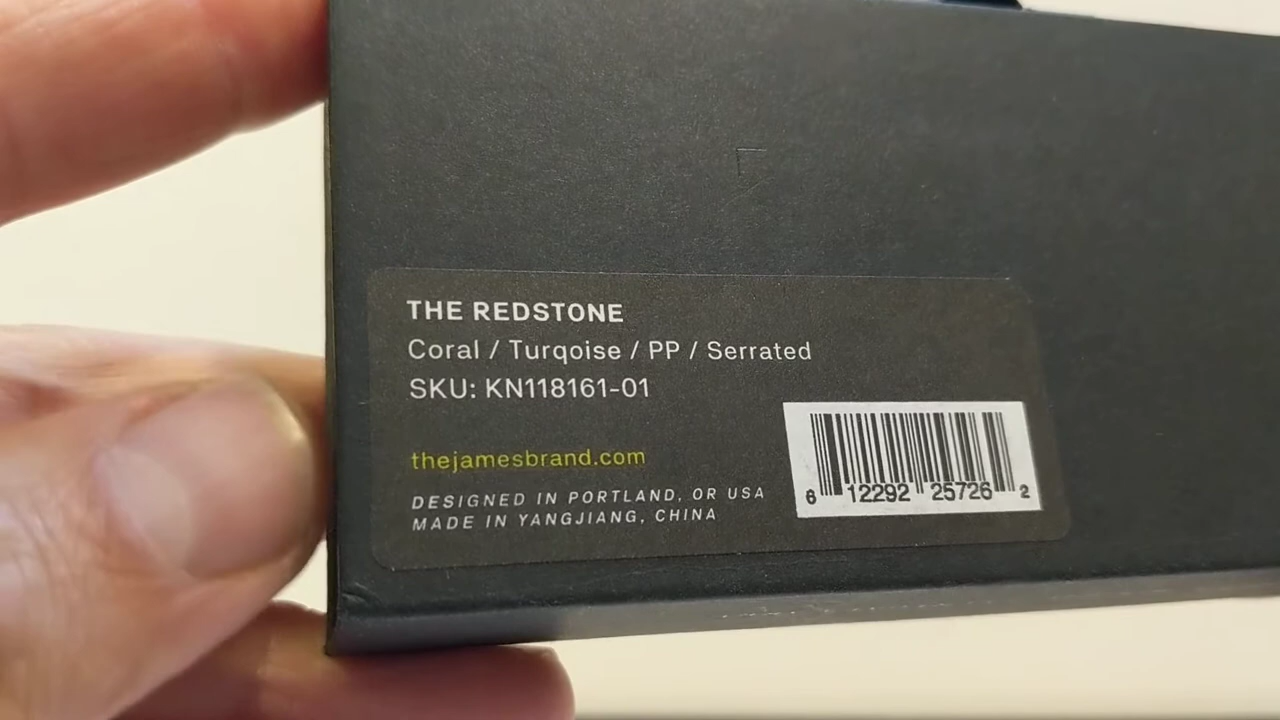 THE REDSTONE
Coral / Turqoise / PP / Serrated
SKU: KN118161-01
thejamesbrand.com
DESIGNED IN PORTLAND, OR USA
MADE IN YANGJIANG, CHINA
6 12292 25726 2